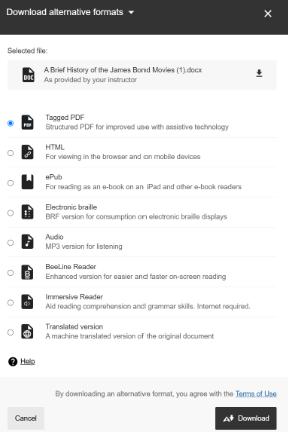 Download alternative formats
Selected file:
A Brief History of the James Bond Movies (1).docx
As provided by your instructor
Tagged PDF
Structured PDF for improved use with assistive technology
HTML
For viewing in the browser and on mobile devices
ePub
For reading as an e-book on an iPad and other e-book readers
Electronic braille
BRF version for consumption on electronic braille displays
Audio
MP3 version for listening
BeeLine Reader
Enhanced version for easier and faster on-screen reading
Immersive Reader
Aid reading comprehension and grammar skills. Internet required.
Translated version
A machine translated version of the original document
Help
By downloading an alternative format, you agree with the Terms of Use
Cancel
Download